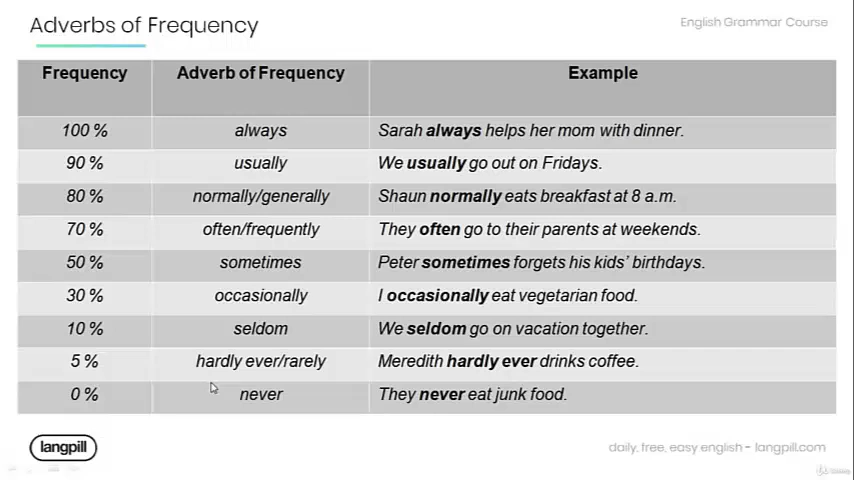 Adverbs of Frequency
English Grammar Course
Frequency Adverb of Frequency Example
100 % always Sarah always helps her mom with dinner.
90 % usually We usually go out on Fridays.
80 % normally/generally Shaun normally eats breakfast at 8 a.m.
70 % often/frequently They often go to their parents at weekends.
50 % sometimes Peter sometimes forgets his kids’ birthdays.
30 % occasionally I occasionally eat vegetarian food.
10 % seldom We seldom go on vacation together.
5 % hardly ever/rarely Meredith hardly ever drinks coffee.
0 % never They never eat junk food.
langpill
daily, free, easy english – langpill.com